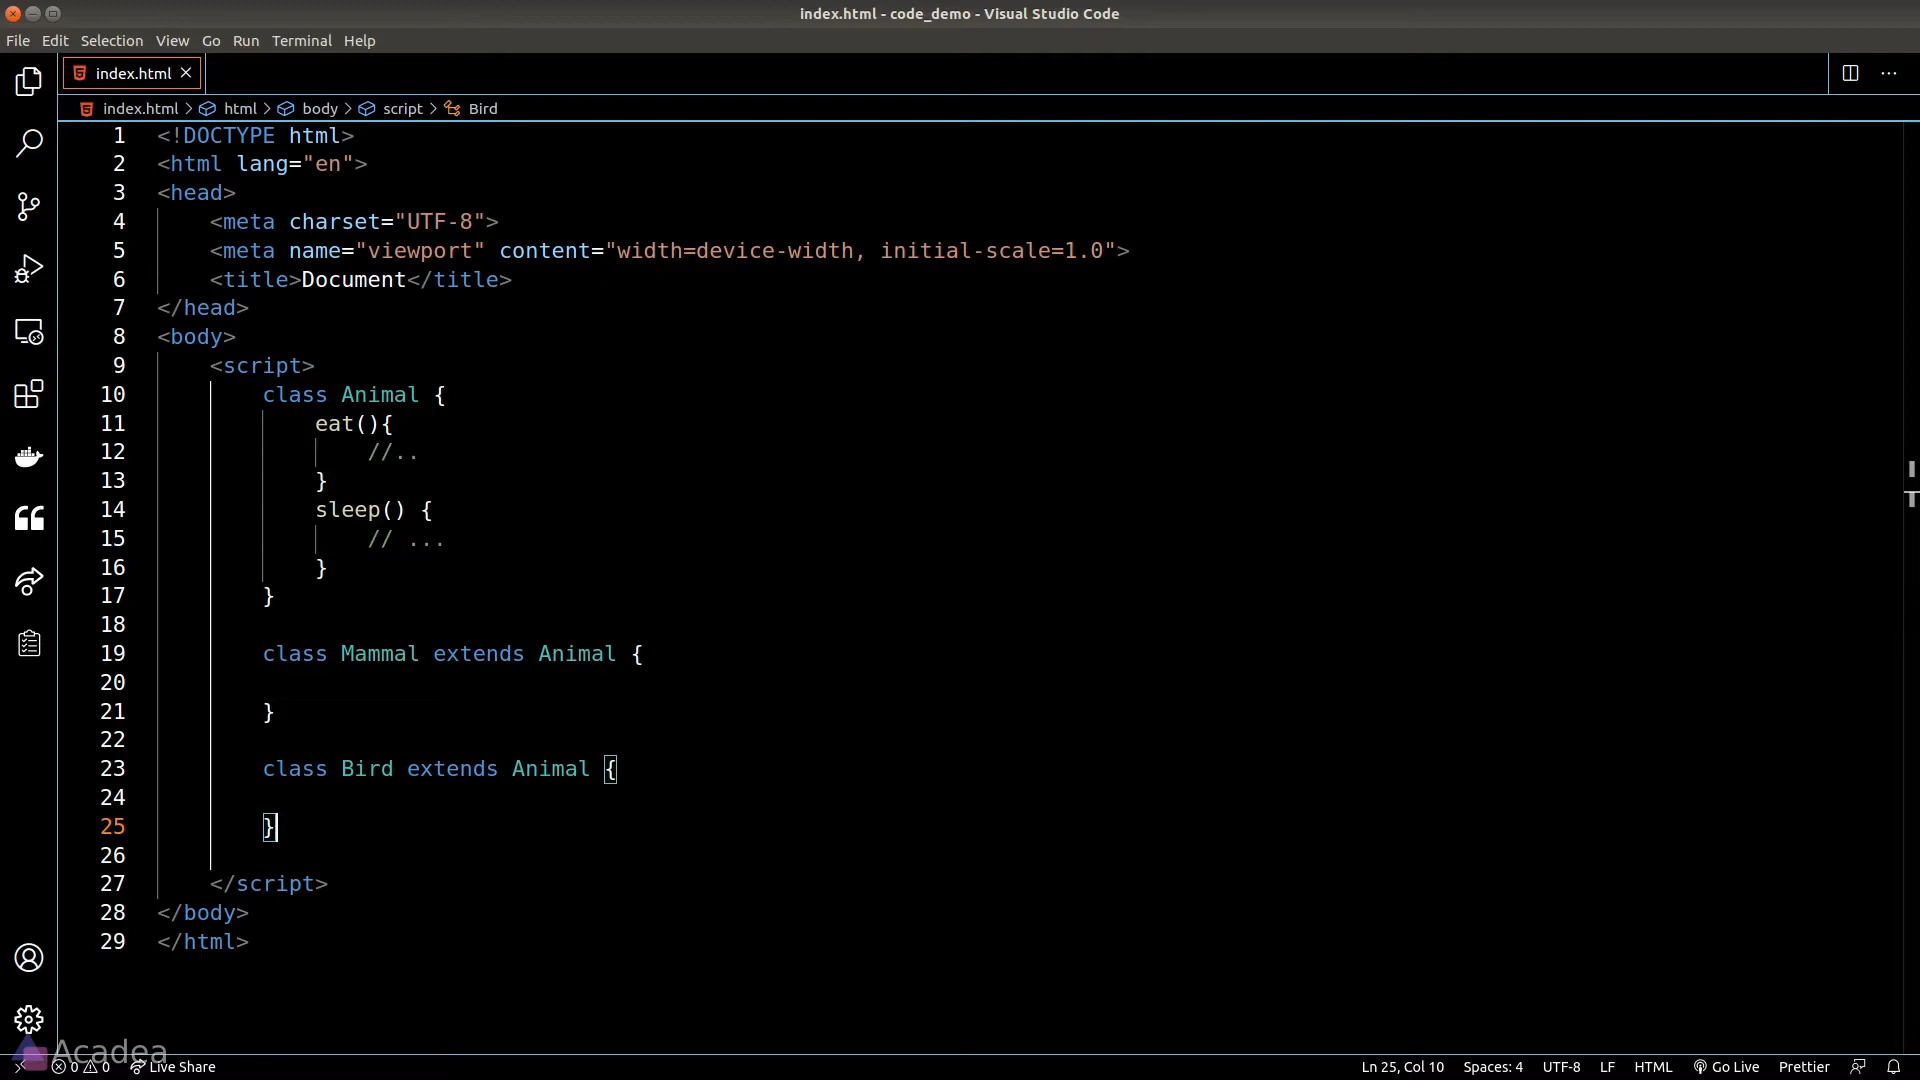 index.html - code_demo - Visual Studio Code
File Edit Selection View Go Run Terminal Help
index.html
index.html > html > body > script > Bird
1 <!DOCTYPE html>
2 <html lang="en">
3 <head>
4     <meta charset="UTF-8">
5     <meta name="viewport" content="width=device-width, initial-scale=1.0">
6     <title>Document</title>
7 </head>
8 <body>
9     <script>
10         class Animal {
11             eat(){
12                 //..
13             }
14             sleep() {
15                 // ...
16             }
17         }
18
19         class Mammal extends Animal {
20
21         }
22
23         class Bird extends Animal {
24
25         }
26
27     </script>
28 </body>
29 </html>
Acadea
0 0 Live Share Ln 25, Col 10 Spaces: 4 UTF-8 LF HTML Go Live Prettier